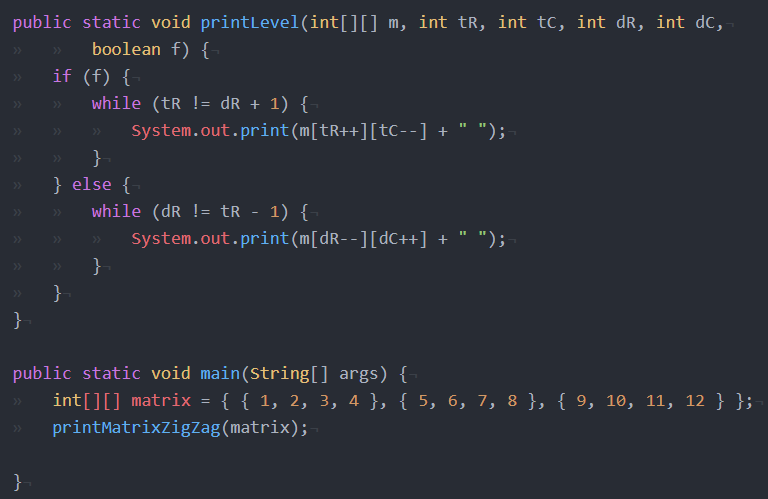 public static void printLevel(int[][] m, int tR, int tC, int dR, int dC,
boolean f) {
if (f) {
while (tR != dR + 1) {
System.out.print(m[tR++][tC--] + " ");
}
} else {
while (dR != tR - 1) {
System.out.print(m[dR--][dC++] + " ");
}
}
}
public static void main(String[] args) {
int[][] matrix = { { 1, 2, 3, 4 }, { 5, 6, 7, 8 }, { 9, 10, 11, 12 } };
printMatrixZigZag(matrix);
}